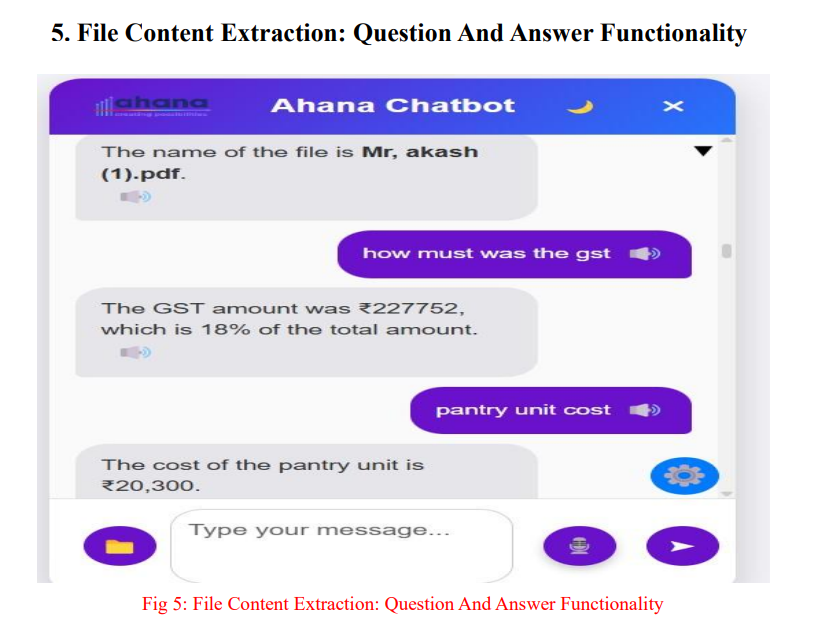 5. File Content Extraction: Question And Answer Functionality
ahana
creating possibilities
Ahana Chatbot
The name of the file is Mr, akash
(1).pdf.
how must was the gst
The GST amount was ₹227752,
which is 18% of the total amount.
pantry unit cost
The cost of the pantry unit is
₹20,300.
Type your message...
Fig 5: File Content Extraction: Question And Answer Functionality